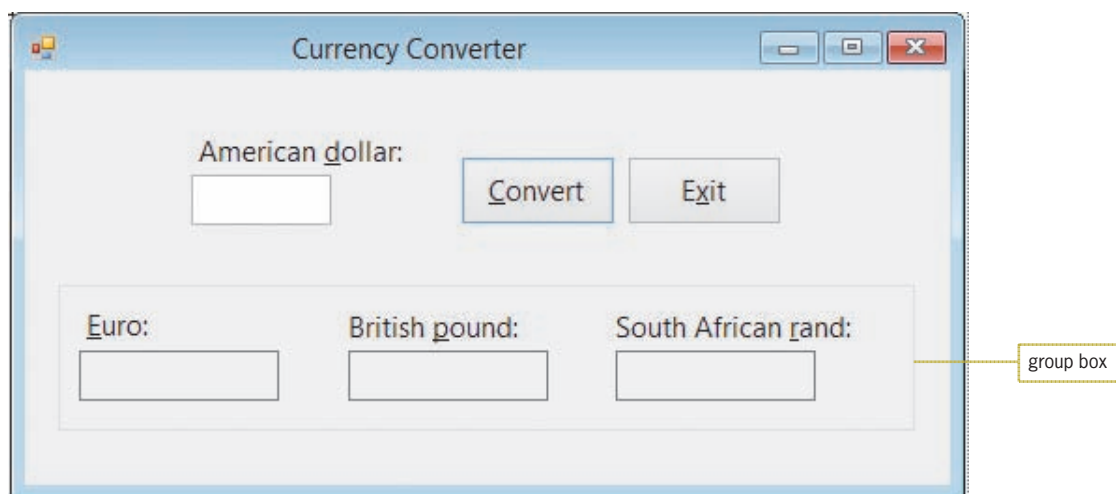 Currency Converter
American dollar:
Convert
Exit
Euro:
British pound:
South African rand:
group box